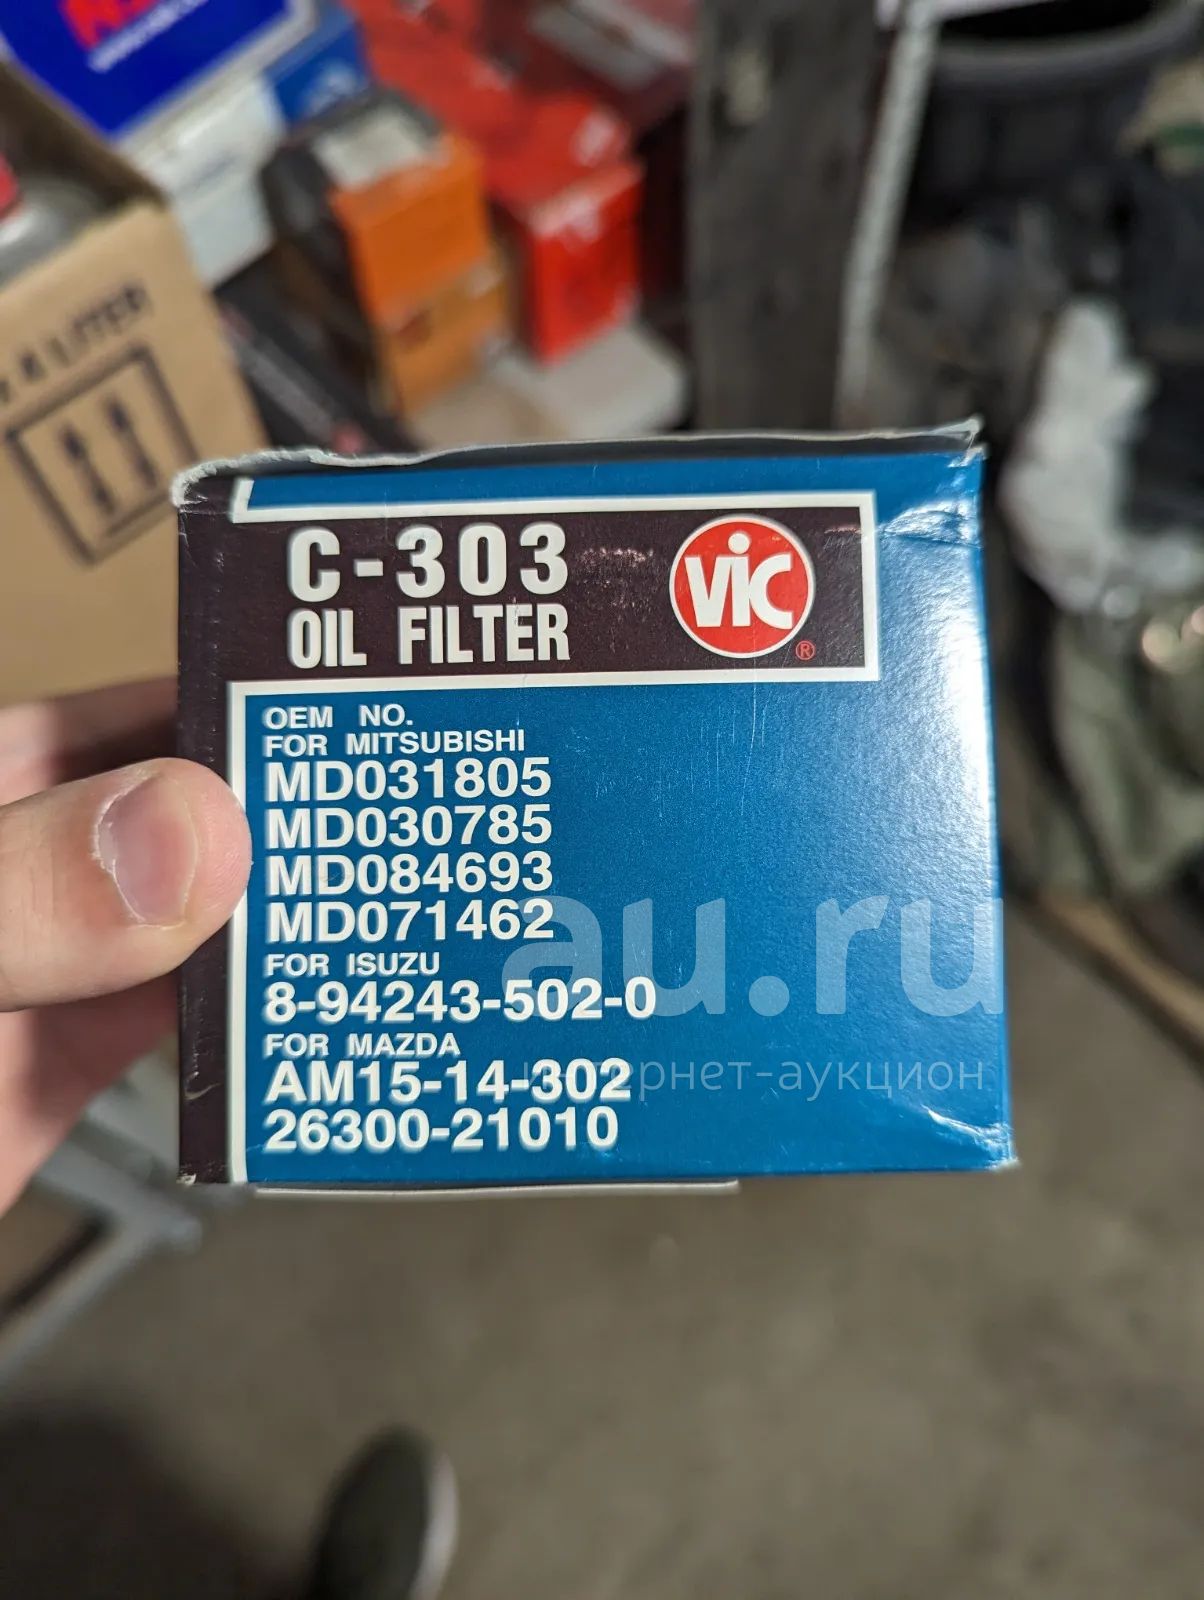 LITER
C-303
OIL FILTER
ViC
®
OEM NO.
FOR MITSUBISHI
MD031805
MD030785
MD084693
MD071462
FOR ISUZU
8-94243-502-0
FOR MAZDA
AM15-14-302
26300-21010
au.ru
интернет-аукцион